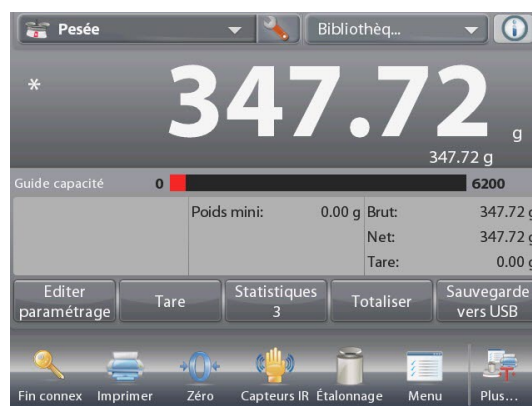 Pesée
Bibliothèq...
*
347.72 g
347.72 g
Guide capacité 0 6200
Poids mini: 0.00 g
Brut: 347.72 g
Net: 347.72 g
Tare: 0.00 g
Editer paramétrage
Tare
Statistiques 3
Totaliser
Sauvegarde vers USB
Fin connex
Imprimer
→0←
Zéro
Capteurs IR
Étalonnage
Menu
Plus...